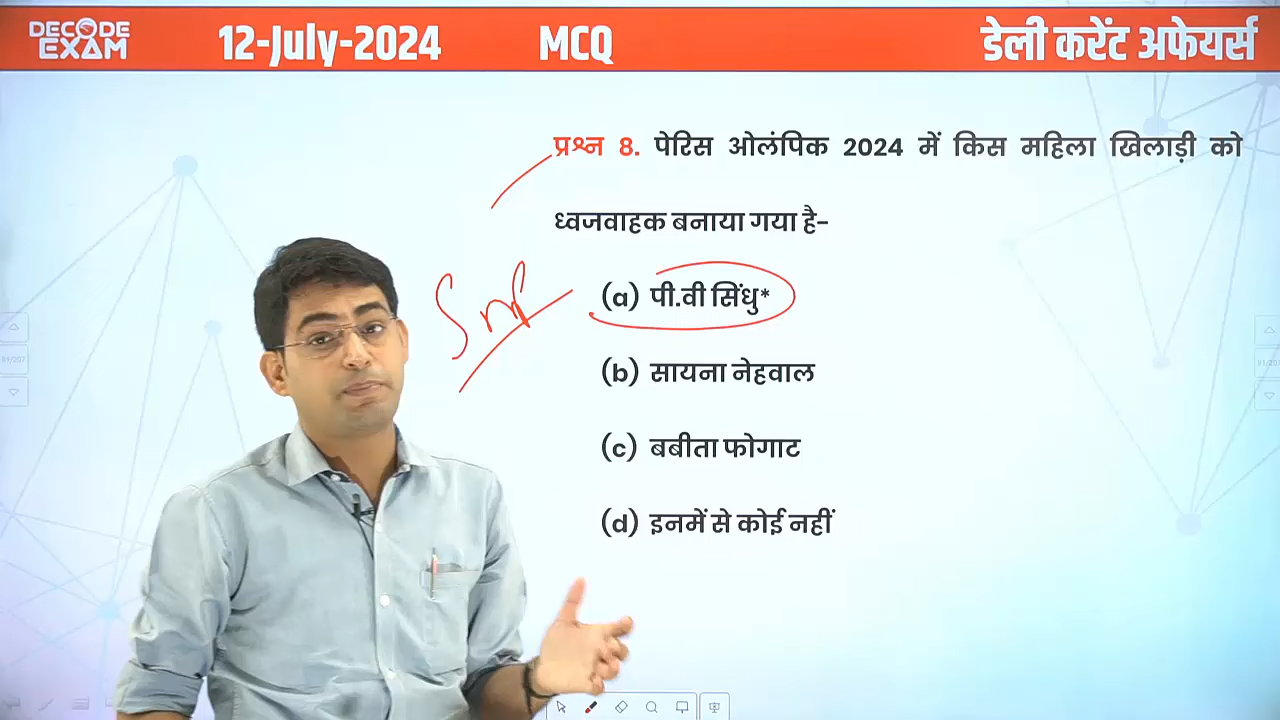 DECODE
EXAM
12-July-2024 MCQ डेली करेंट अफेयर्स
प्रश्न 8. पेरिस ओलंपिक 2024 में किस महिला खिलाड़ी को
ध्वजवाहक बनाया गया है-
(a) पी.वी सिंधु*
(b) सायना नेहवाल
(c) बबीता फोगाट
(d) इनमें से कोई नहीं